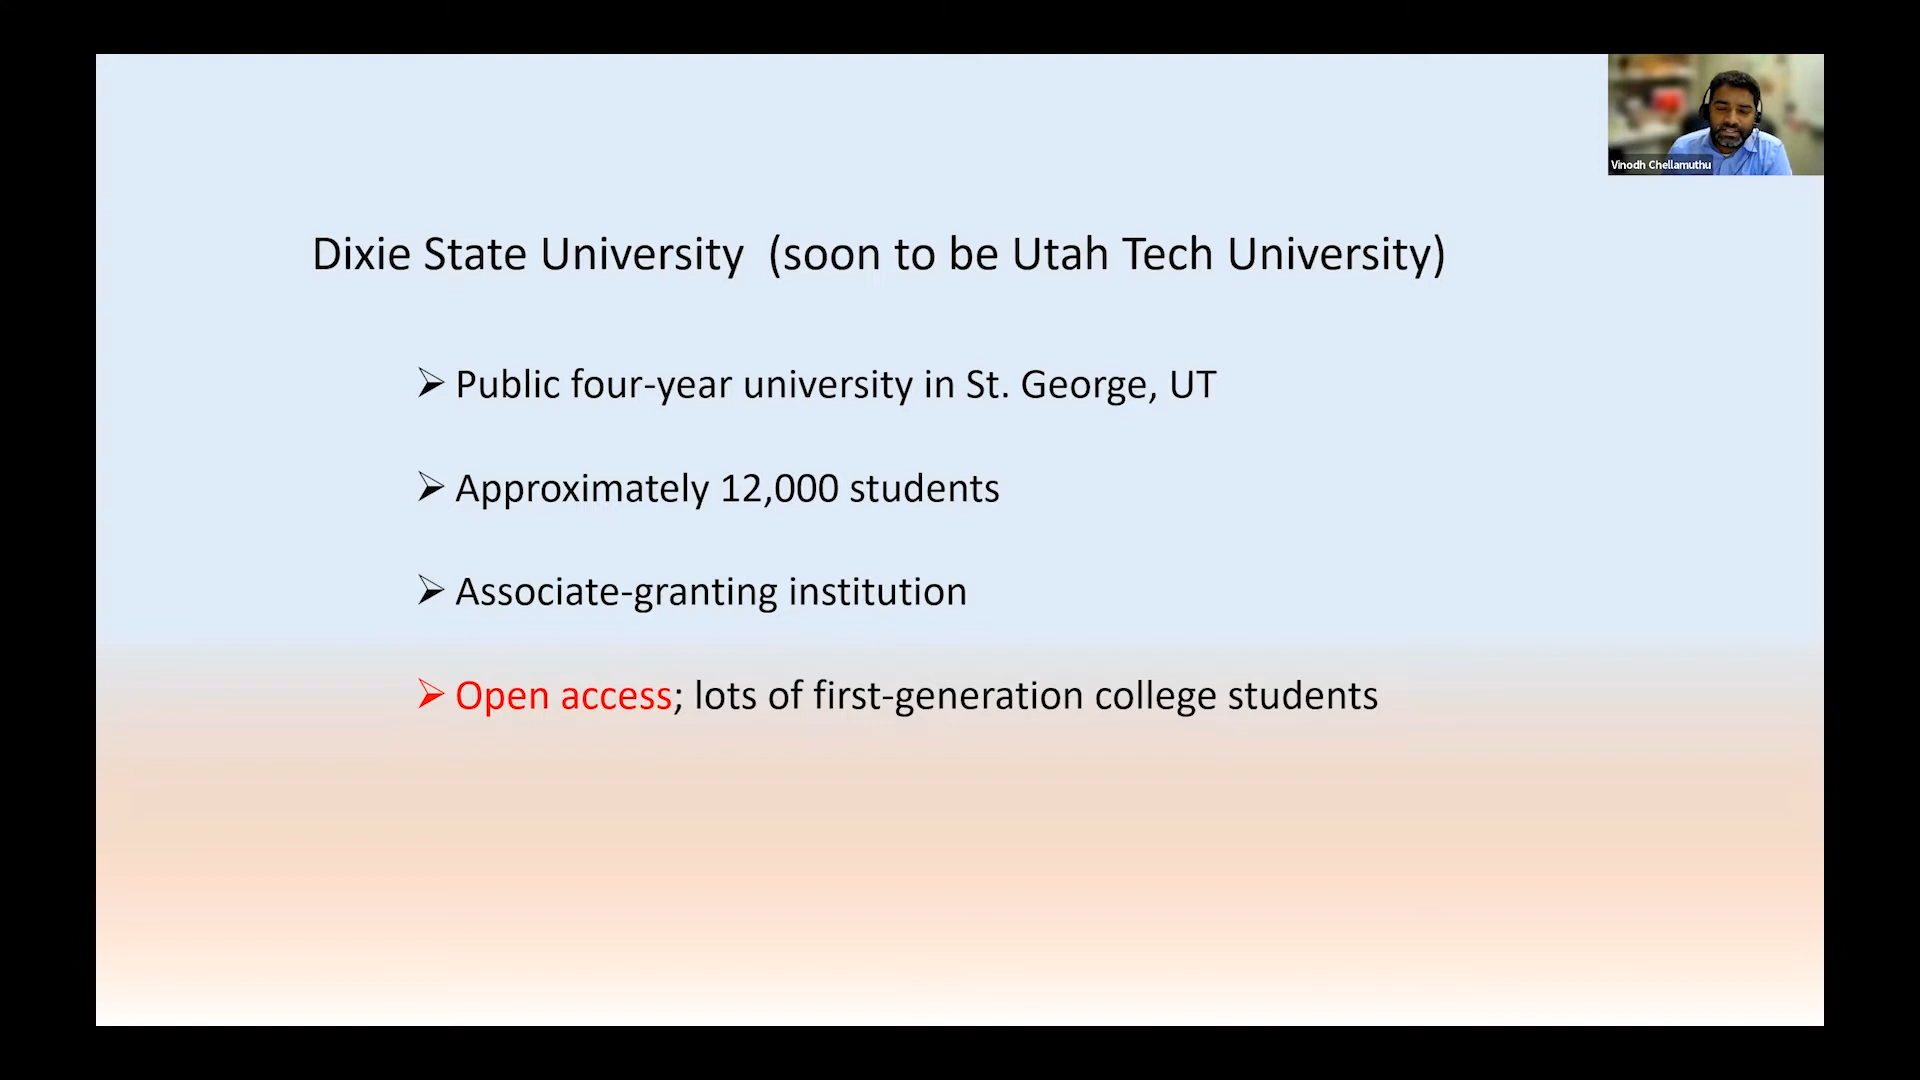 Vinodh Chellamuthu
Dixie State University (soon to be Utah Tech University)
➢ Public four-year university in St. George, UT
➢ Approximately 12,000 students
➢ Associate-granting institution
➢ Open access; lots of first-generation college students